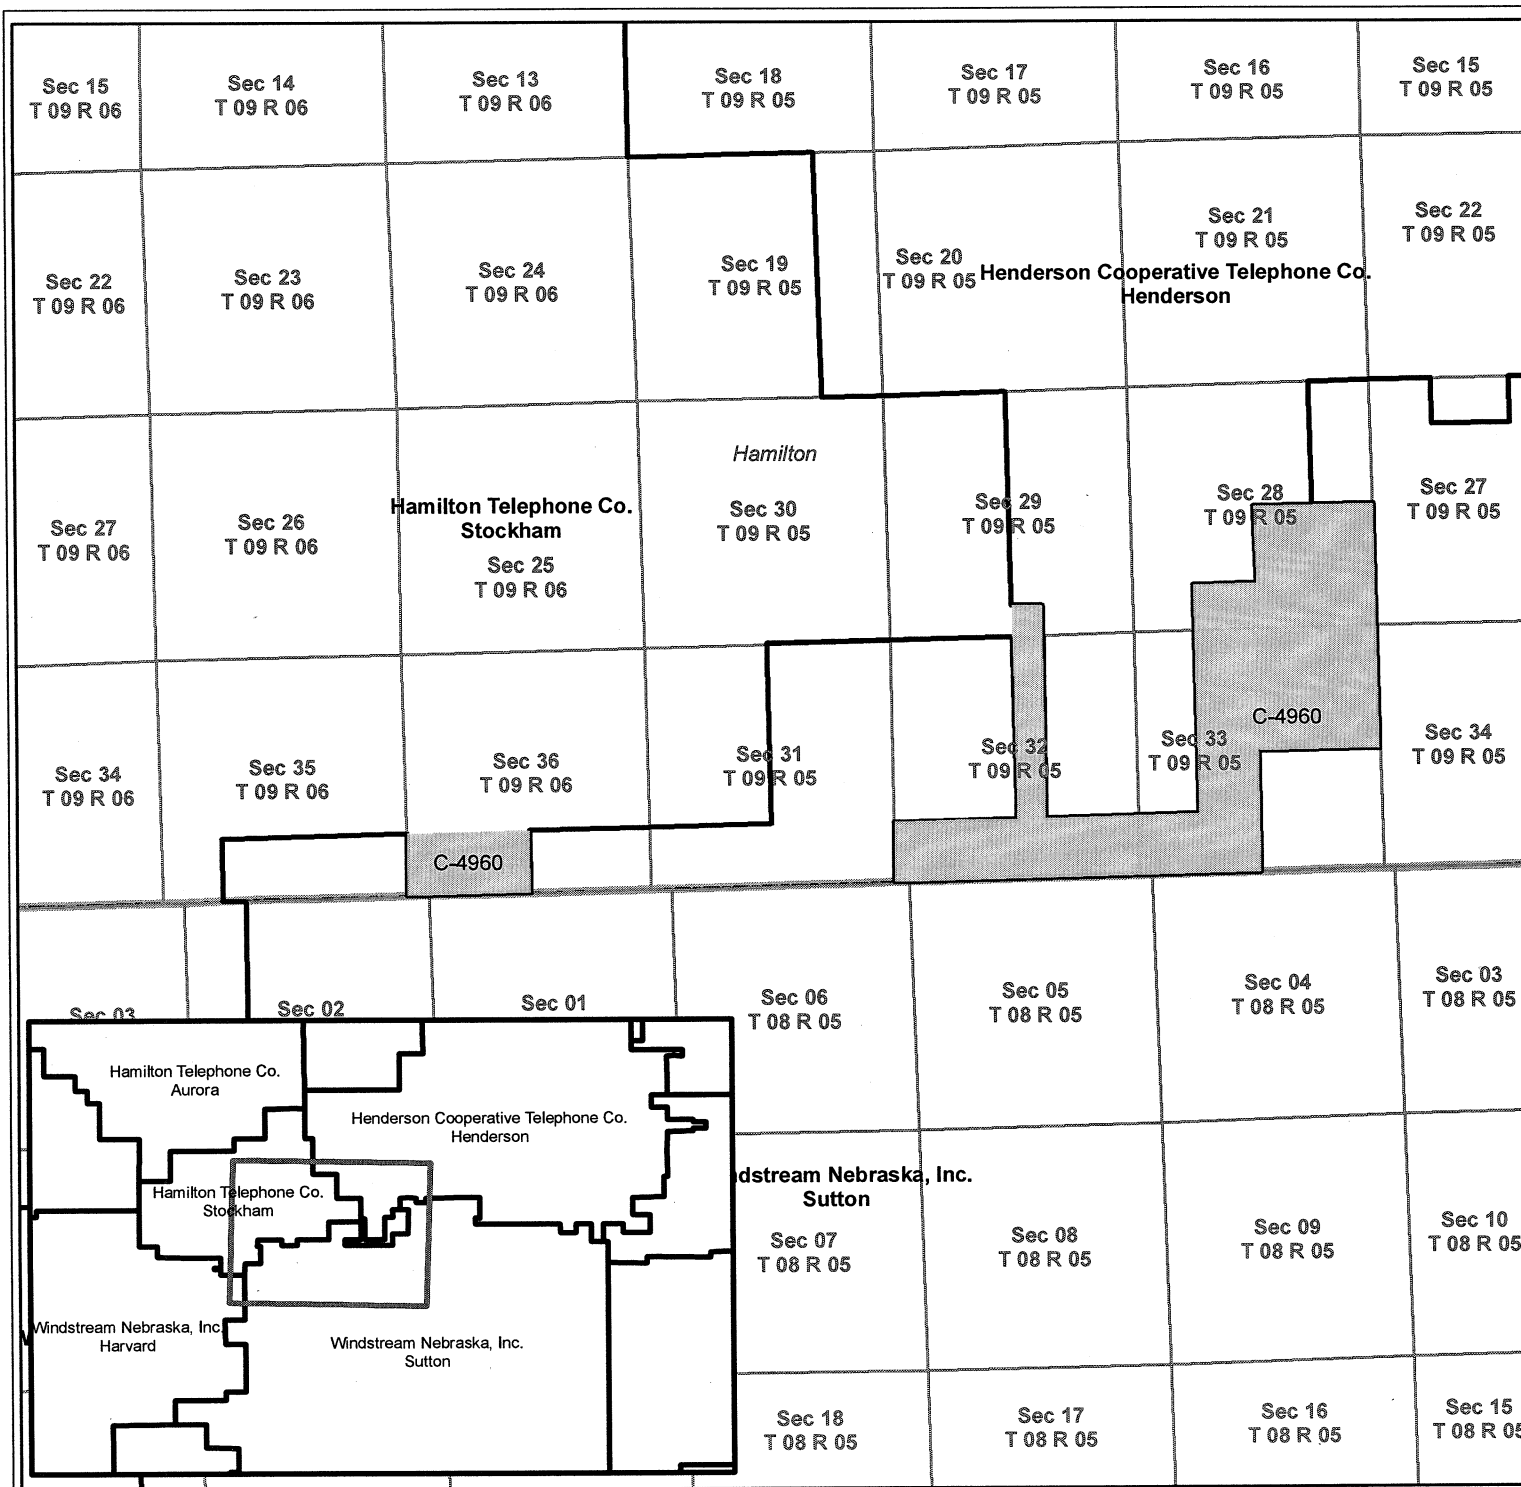 Sec 15
T 09 R 06
Sec 14
T 09 R 06
Sec 13
T 09 R 06
Sec 18
T 09 R 05
Sec 17
T 09 R 05
Sec 16
T 09 R 05
Sec 15
T 09 R 05
Sec 22
T 09 R 06
Sec 23
T 09 R 06
Sec 24
T 09 R 06
Sec 19
T 09 R 05
Sec 20
T 09 R 05
Sec 21
T 09 R 05
Sec 22
T 09 R 05
Henderson Cooperative Telephone Co.
Henderson
Hamilton
Sec 27
T 09 R 06
Sec 26
T 09 R 06
Hamilton Telephone Co.
Stockham
Sec 25
T 09 R 06
Sec 30
T 09 R 05
Sec 29
T 09 R 05
Sec 28
T 09 R 05
Sec 27
T 09 R 05
Sec 34
T 09 R 06
Sec 35
T 09 R 06
Sec 36
T 09 R 06
Sec 31
T 09 R 05
Sec 32
T 09 R 05
Sec 33
T 09 R 05
C-4960
Sec 34
T 09 R 05
C-4960
Sec 03
Sec 02
Sec 01
Sec 06
T 08 R 05
Sec 05
T 08 R 05
Sec 04
T 08 R 05
Sec 03
T 08 R 05
Hamilton Telephone Co.
Aurora
Henderson Cooperative Telephone Co.
Henderson
Hamilton Telephone Co.
Stockham
Windstream Nebraska, Inc.
Harvard
Windstream Nebraska, Inc.
Sutton
dstream Nebraska, Inc.
Sutton
Sec 07
T 08 R 05
Sec 08
T 08 R 05
Sec 09
T 08 R 05
Sec 10
T 08 R 05
Sec 18
T 08 R 05
Sec 17
T 08 R 05
Sec 16
T 08 R 05
Sec 15
T 08 R 05